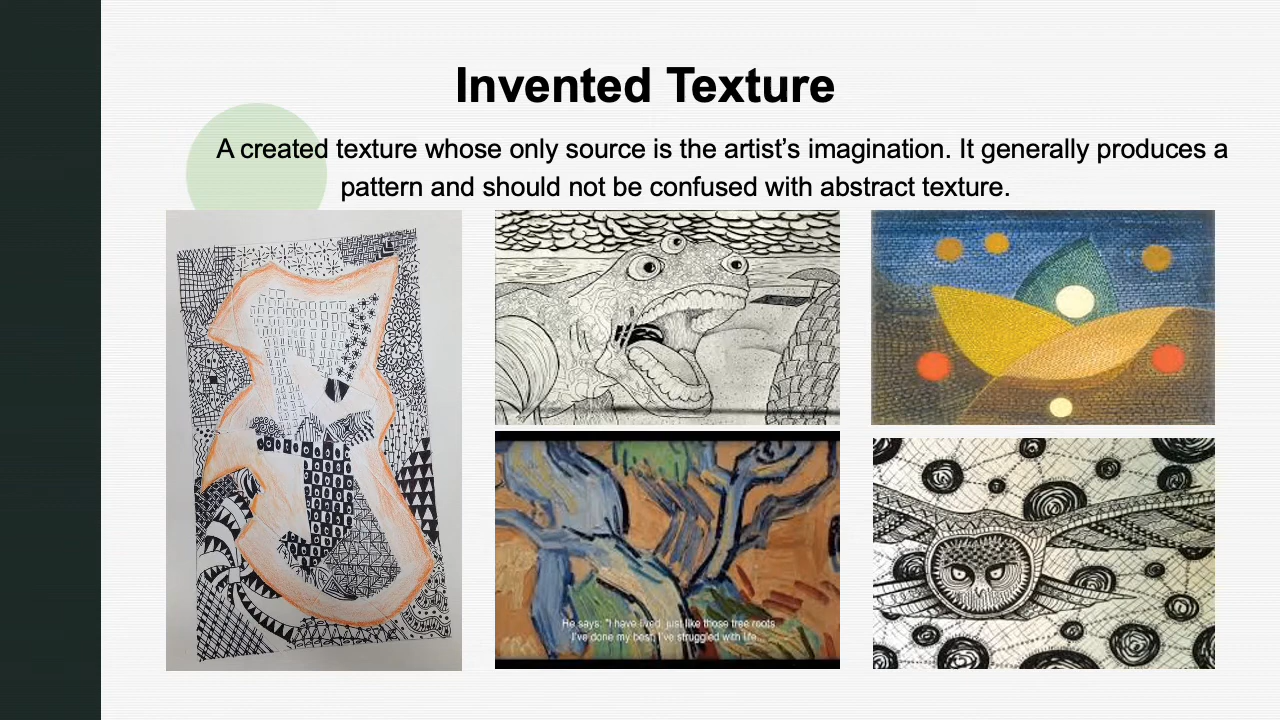 Invented Texture
A created texture whose only source is the artist’s imagination. It generally produces a
pattern and should not be confused with abstract texture.
He says: "I have lived, just like those tree roots
I've done my best, I've struggled with life...